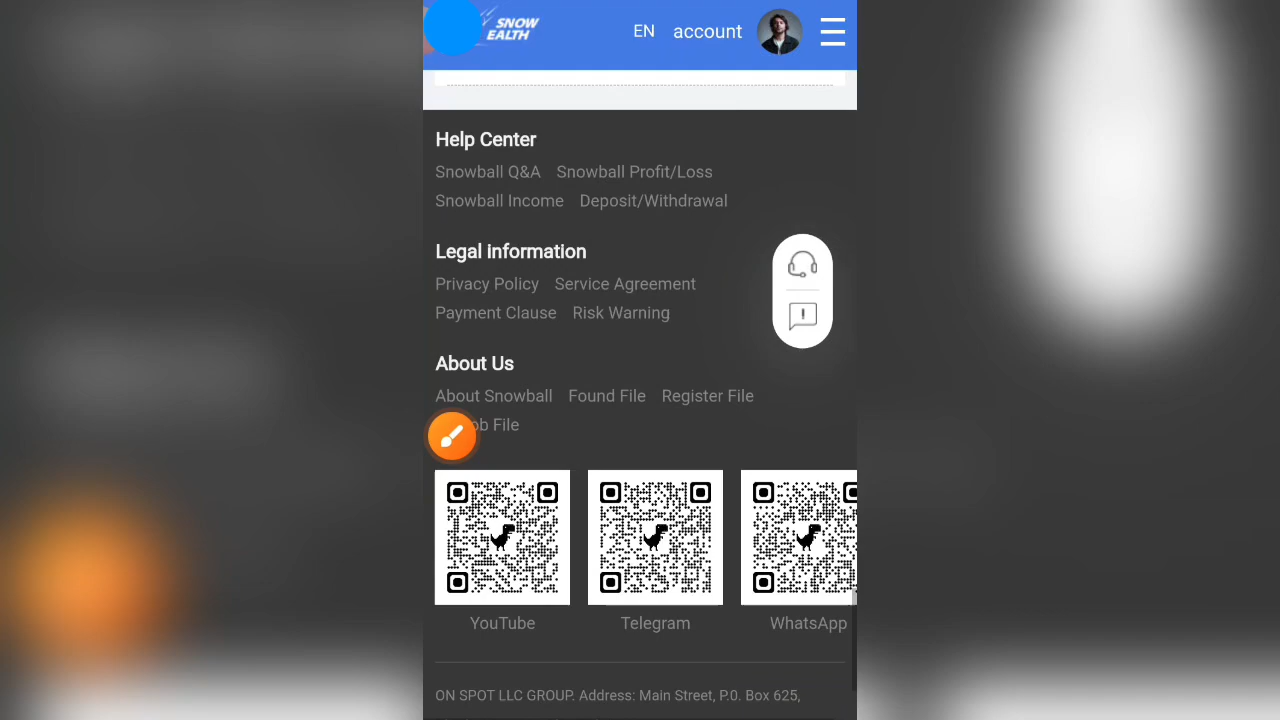 SNOW
EALTH
EN account
Help Center
Snowball Q&A Snowball Profit/Loss
Snowball Income Deposit/Withdrawal
Legal information
Privacy Policy Service Agreement
Payment Clause Risk Warning
About Us
About Snowball Found File Register File
ob File
YouTube Telegram WhatsApp
ON SPOT LLC GROUP. Address: Main Street, P.0. Box 625,